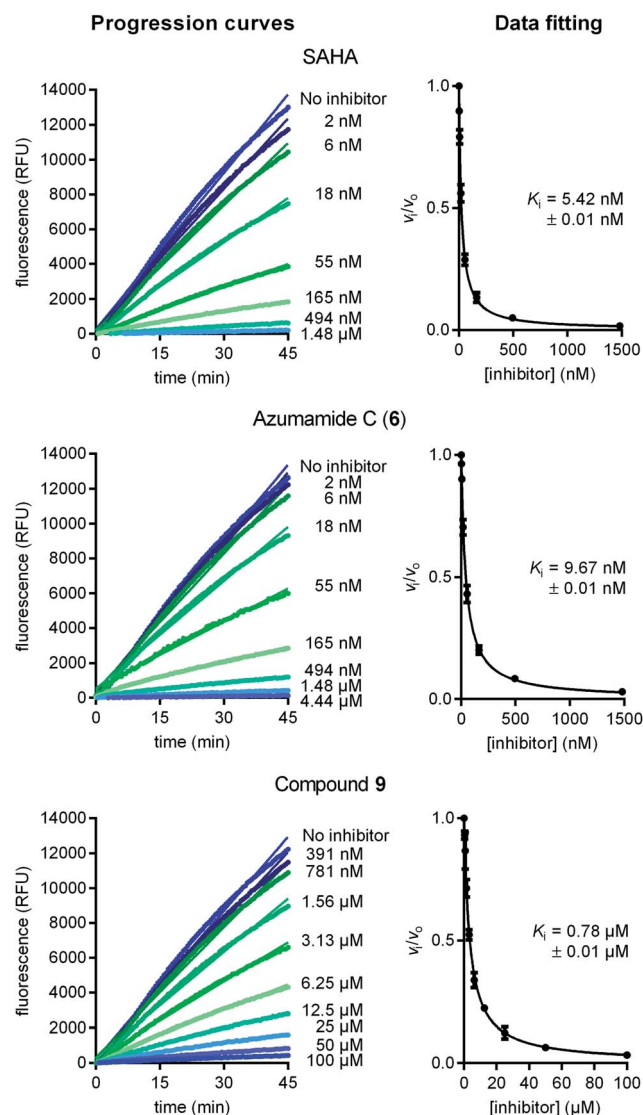 Progression curves
Data fitting
SAHA
fluorescence (RFU)
14000
12000
10000
8000
6000
4000
2000
0
0 15 30 45
time (min)
No inhibitor
2 nM
6 nM
18 nM
55 nM
165 nM
494 nM
1.48 µM
vi/vo
1.0
0.5
0.0
0 500 1000 1500
[inhibitor] (nM)
Ki = 5.42 nM
± 0.01 nM
Azumamide C (6)
fluorescence (RFU)
14000
12000
10000
8000
6000
4000
2000
0
0 15 30 45
time (min)
No inhibitor
2 nM
6 nM
18 nM
55 nM
165 nM
494 nM
1.48 µM
4.44 µM
vi/vo
1.0
0.5
0.0
0 500 1000 1500
[inhibitor] (nM)
Ki = 9.67 nM
± 0.01 nM
Compound 9
fluorescence (RFU)
14000
12000
10000
8000
6000
4000
2000
0
0 15 30 45
time (min)
No inhibitor
391 nM
781 nM
1.56 µM
3.13 µM
6.25 µM
12.5 µM
25 µM
50 µM
100 µM
vi/vo
1.0
0.5
0.0
0 20 40 60 80 100
[inhibitor] (µM)
Ki = 0.78 µM
± 0.01 µM